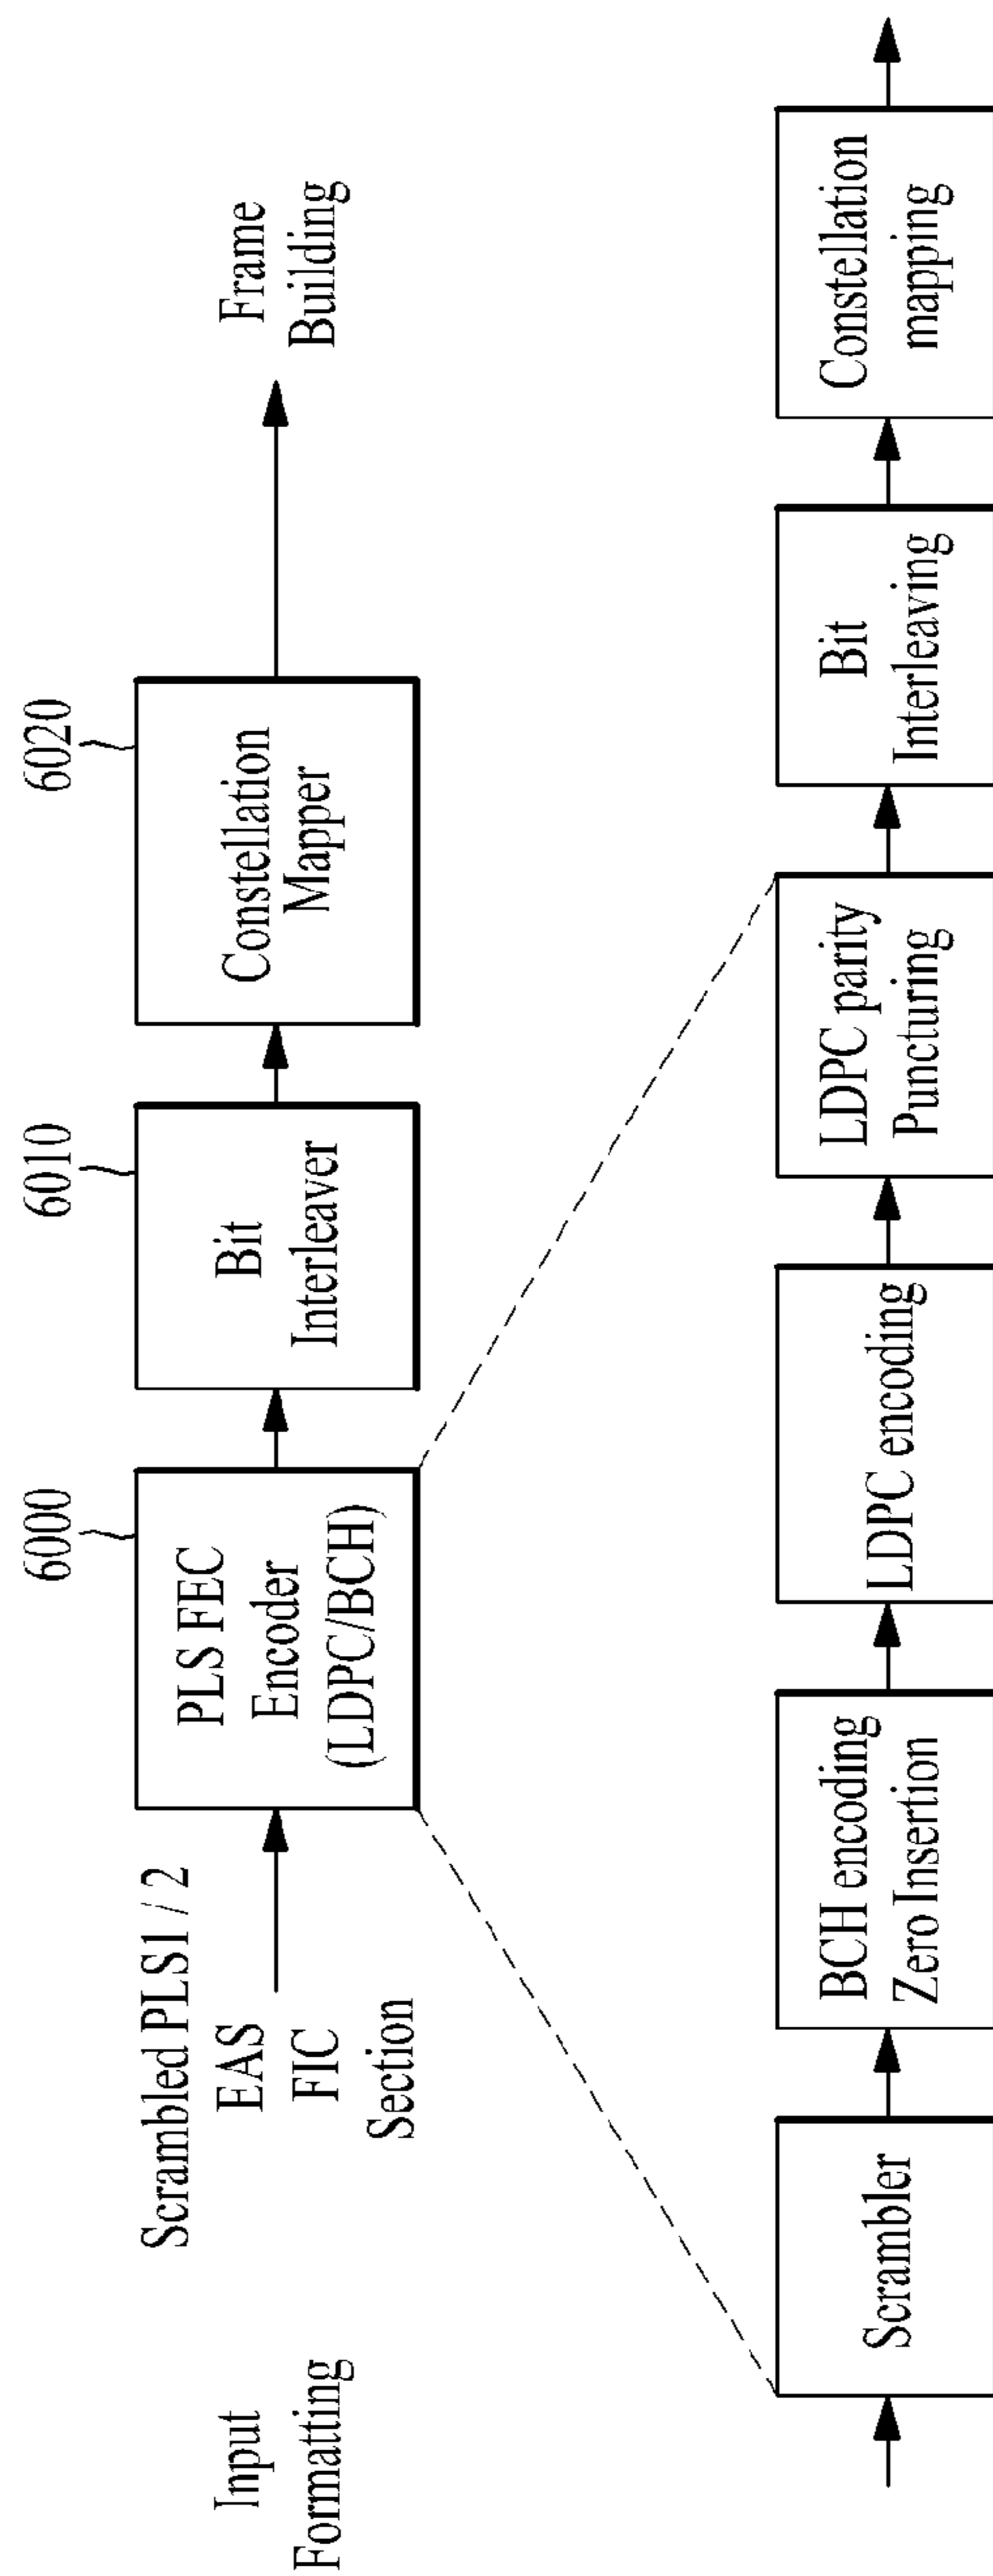 Input
Formatting
Scrambled PLS1 / 2
EAS
FIC
Section
6000
PLS FEC
Encoder
(LDPC/BCH)
6010
Bit
Interleaver
6020
Constellation
Mapper
Frame
Building
Scrambler
BCH encoding
Zero Insertion
LDPC encoding
LDPC parity
Puncturing
Bit
Interleaving
Constellation
mapping